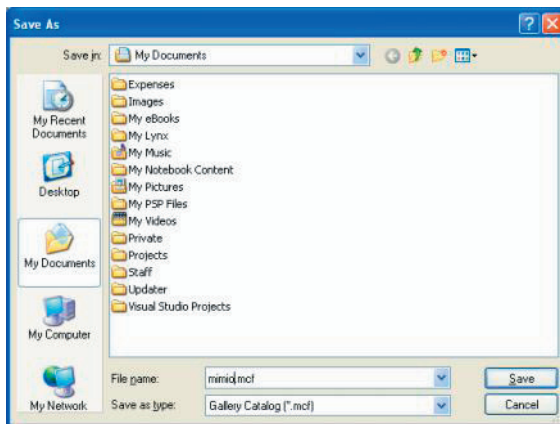 Save As
Save in:
My Documents
Expenses
Images
My eBooks
My Lynx
My Music
My Notebook Content
My Pictures
My PSP Files
My Videos
Private
Projects
Staff
Updater
Visual Studio Projects
My Recent
Documents
Desktop
My Documents
My Computer
My Network
File name:
mimio.mcf
Save
Save as type:
Gallery Catalog (*.mcf)
Cancel